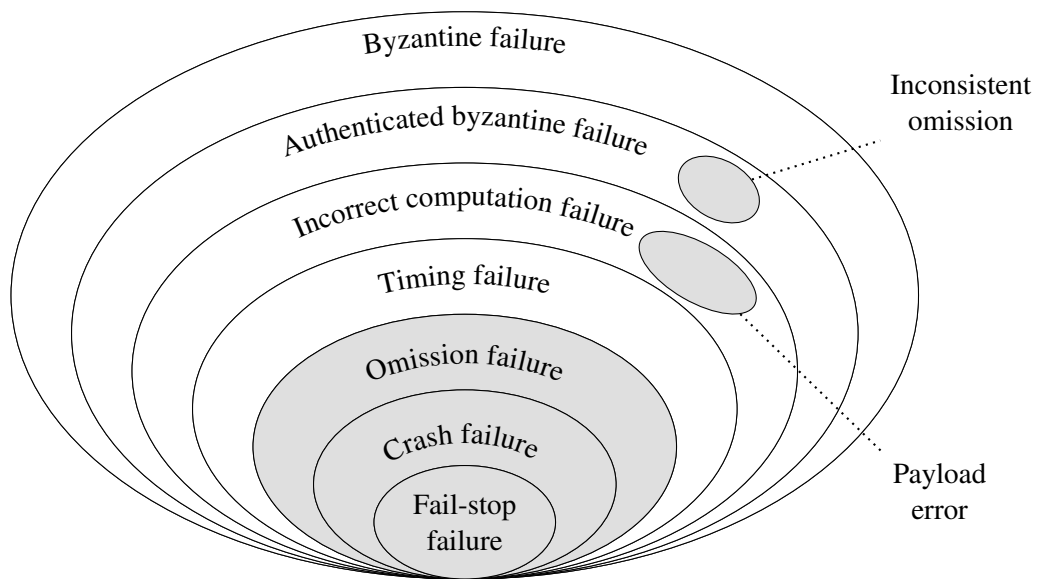 Byzantine failure
Inconsistent
omission
Authenticated byzantine failure
Incorrect computation failure
Timing failure
Omission failure
Crash failure
Fail-stop
failure
Payload
error